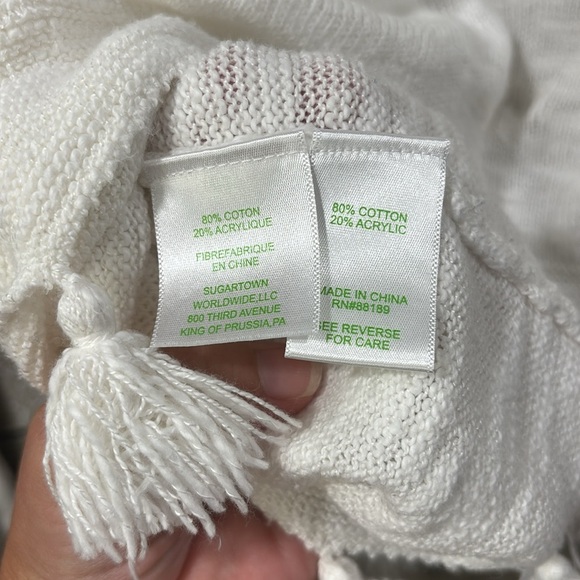 80% COTON
20% ACRYLIQUE
FIBREFABRIQUE
EN CHINE
SUGARTOWN
WORLDWIDE,LLC
800 THIRD AVENUE
KING OF PRUSSIA,PA
80% COTTON
20% ACRYLIC
MADE IN CHINA
RN#88189
SEE REVERSE
FOR CARE